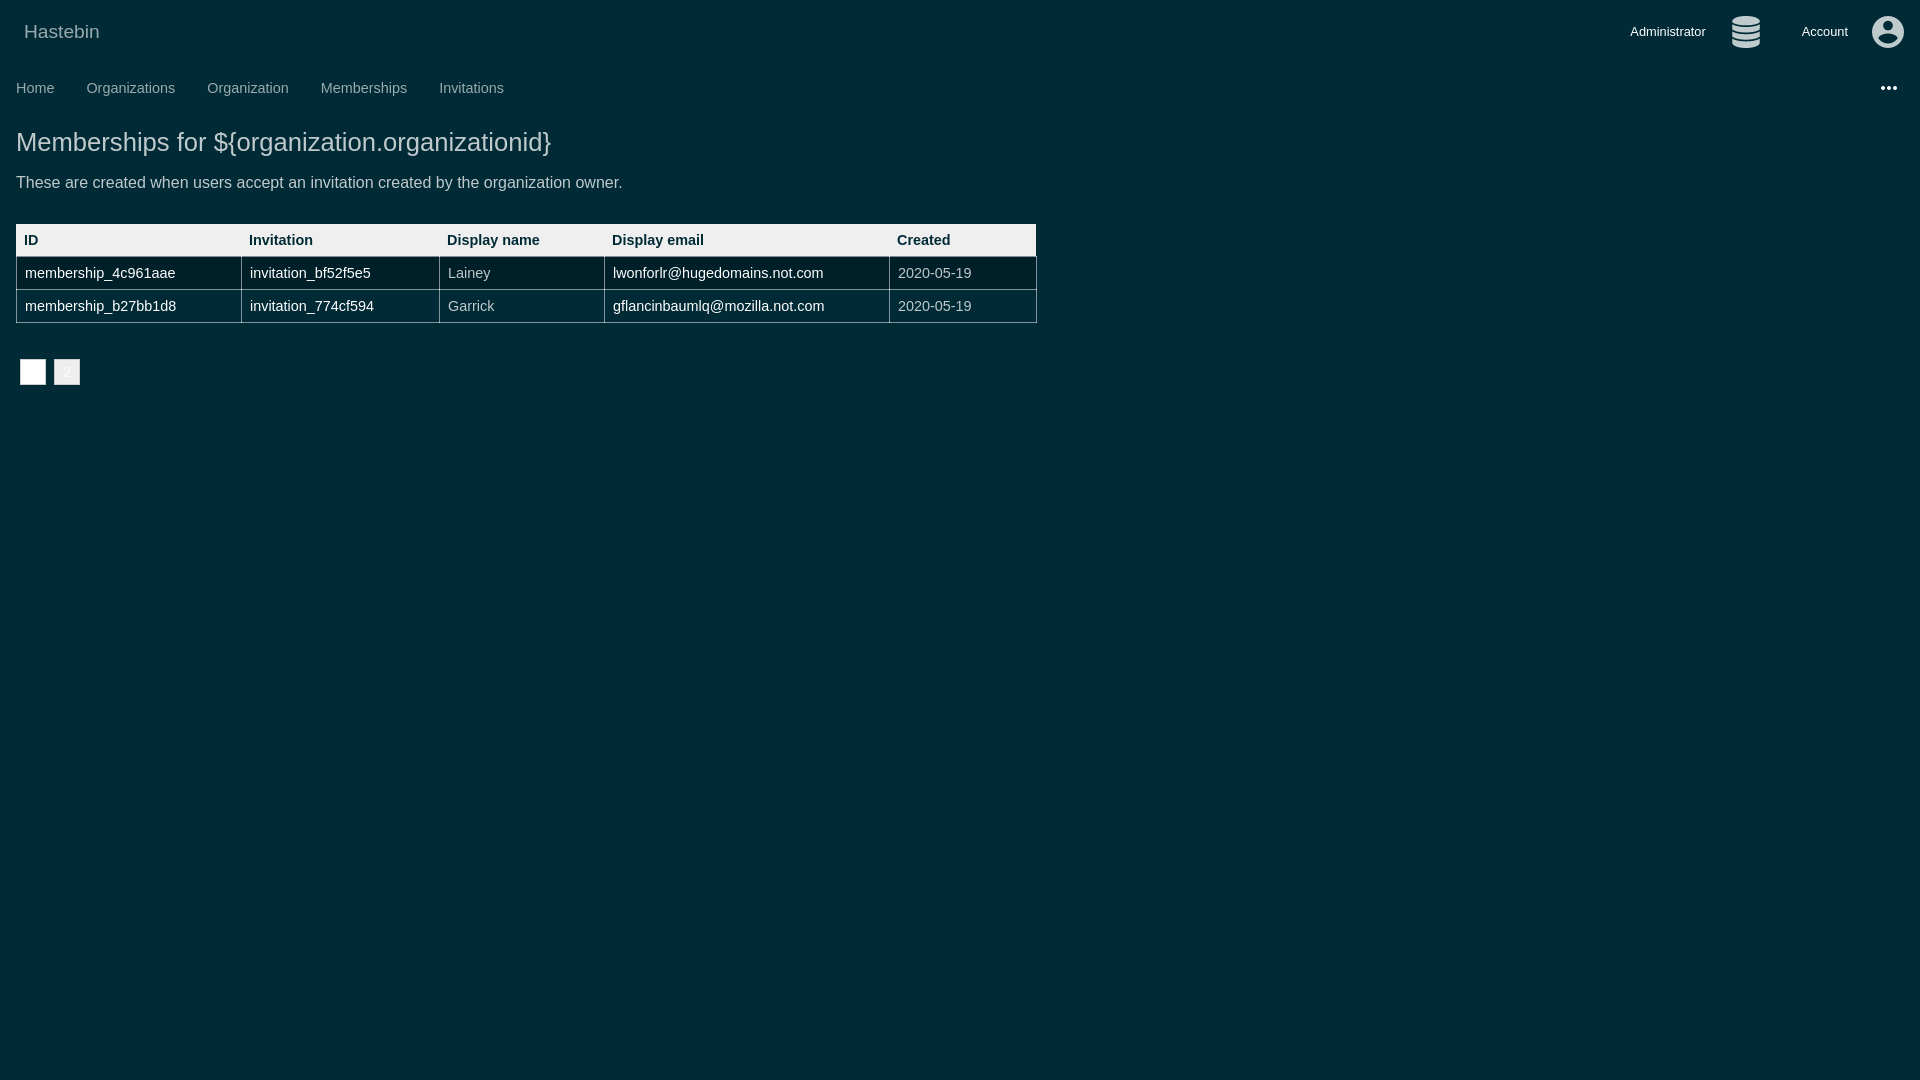 Hastebin
Administrator
Account
Home Organizations Organization Memberships Invitations
Memberships for ${organization.organizationid}
These are created when users accept an invitation created by the organization owner.
ID Invitation Display name Display email Created
membership_4c961aae invitation_bf52f5e5 Lainey lwonforlr@hugedomains.not.com 2020-05-19
membership_b27bb1d8 invitation_774cf594 Garrick gflancinbaumlq@mozilla.not.com 2020-05-19
2